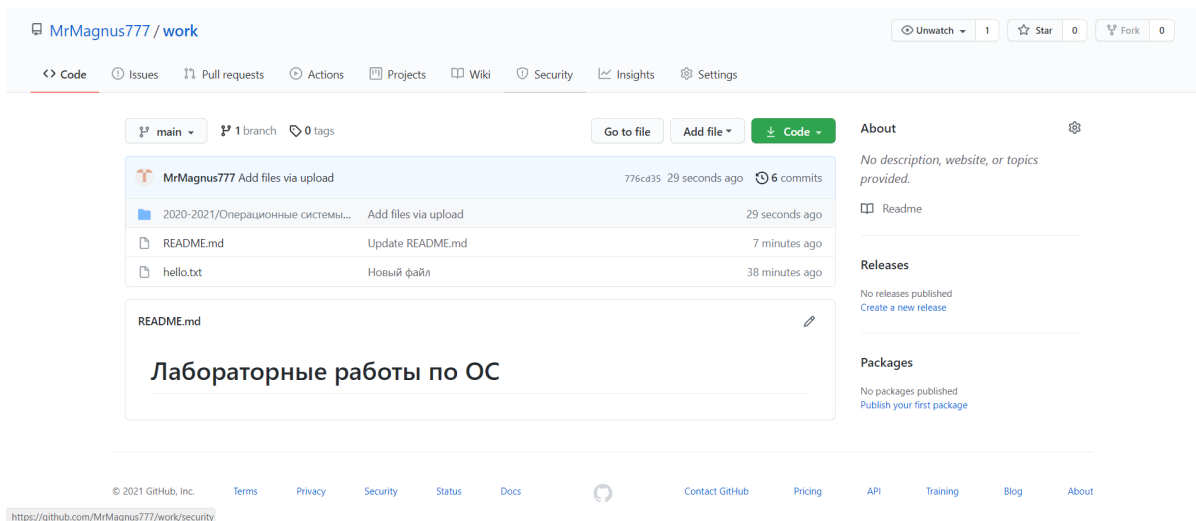 MrMagnus777 / work
Unwatch 1 Star 0 Fork 0
Code Issues Pull requests Actions Projects Wiki Security Insights Settings
main 1 branch 0 tags Go to file Add file Code
MrMagnus777 Add files via upload 776cd35 29 seconds ago 6 commits
2020-2021/Операционные системы... Add files via upload 29 seconds ago
README.md Update README.md 7 minutes ago
hello.txt Новый файл 38 minutes ago
README.md
Лабораторные работы по ОС
About
No description, website, or topics
provided.
Readme
Releases
No releases published
Create a new release
Packages
No packages published
Publish your first package
© 2021 GitHub, Inc. Terms Privacy Security Status Docs Contact GitHub Pricing API Training Blog About
https://github.com/MrMagnus777/work/security